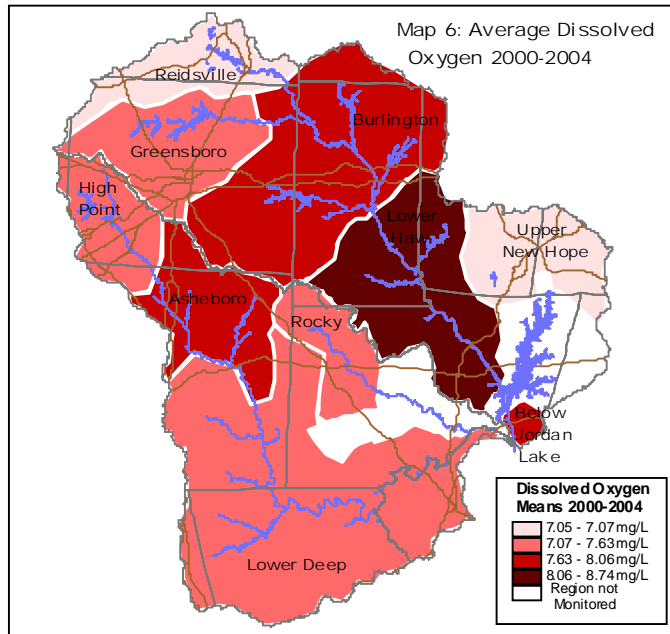 Map 6: Average Dissolved
Oxygen 2000-2004
Reidsville
Burlington
Greensboro
High
Point
Lower
Haw
Upper
New Hope
Asheboro
Rocky
Below
Jordan
Lake
Lower Deep
Dissolved Oxygen
Means 2000-2004
7.05 - 7.07mg/L
7.07 - 7.63mg/L
7.63 - 8.06mg/L
8.06 - 8.74mg/L
Region not
Monitored